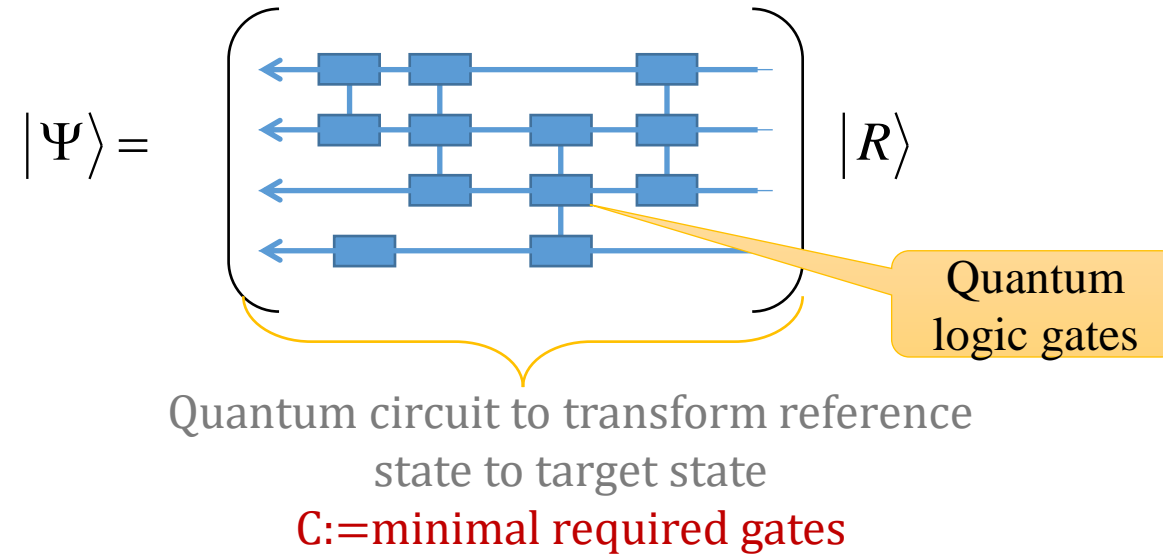 |Ψ⟩ = |R⟩
Quantum
logic gates
Quantum circuit to transform reference
state to target state
C:=minimal required gates